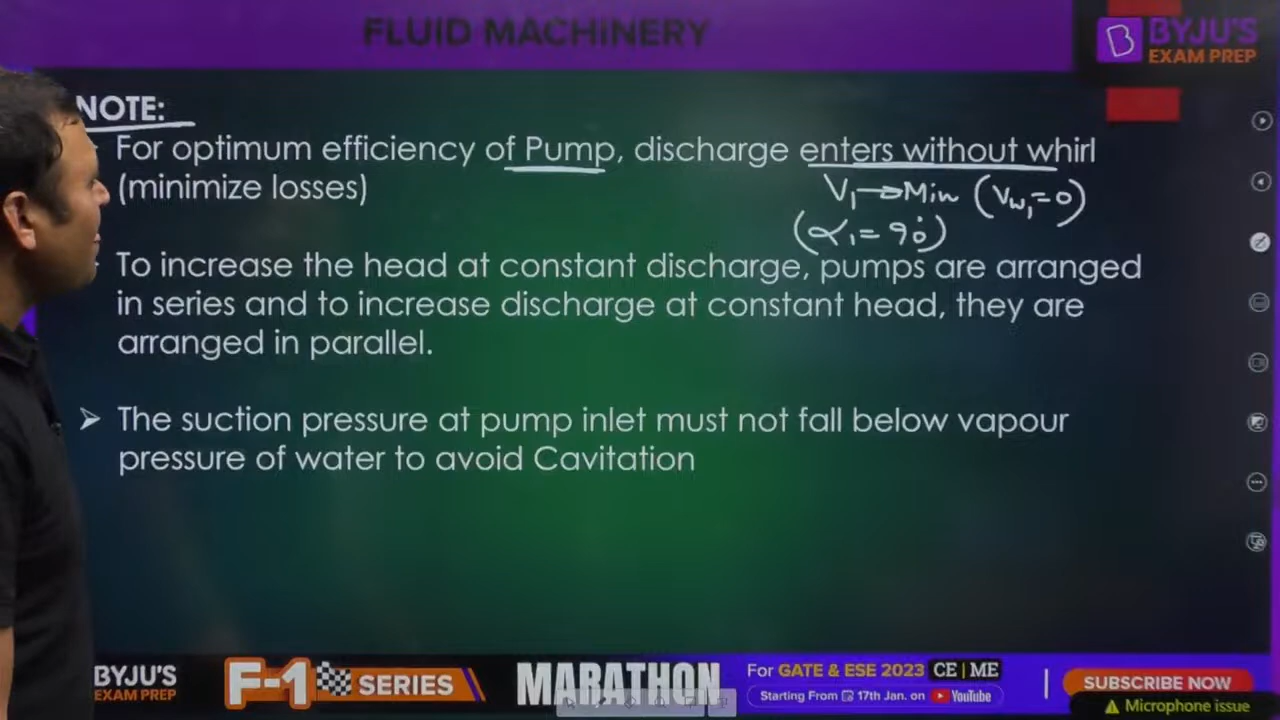 FLUID MACHINERY
BYJU'S
EXAM PREP
NOTE:
For optimum efficiency of Pump, discharge enters without whirl
(minimize losses)
V₁→Min (Vw₁=0)
(α₁=90°)
To increase the head at constant discharge, pumps are arranged
in series and to increase discharge at constant head, they are
arranged in parallel.
➢ The suction pressure at pump inlet must not fall below vapour
pressure of water to avoid Cavitation
BYJU'S
EXAM PREP
F-1 SERIES
MARATHON
For GATE & ESE 2023 CE | ME
Starting From 17th Jan. on YouTube
SUBSCRIBE NOW
Microphone issue